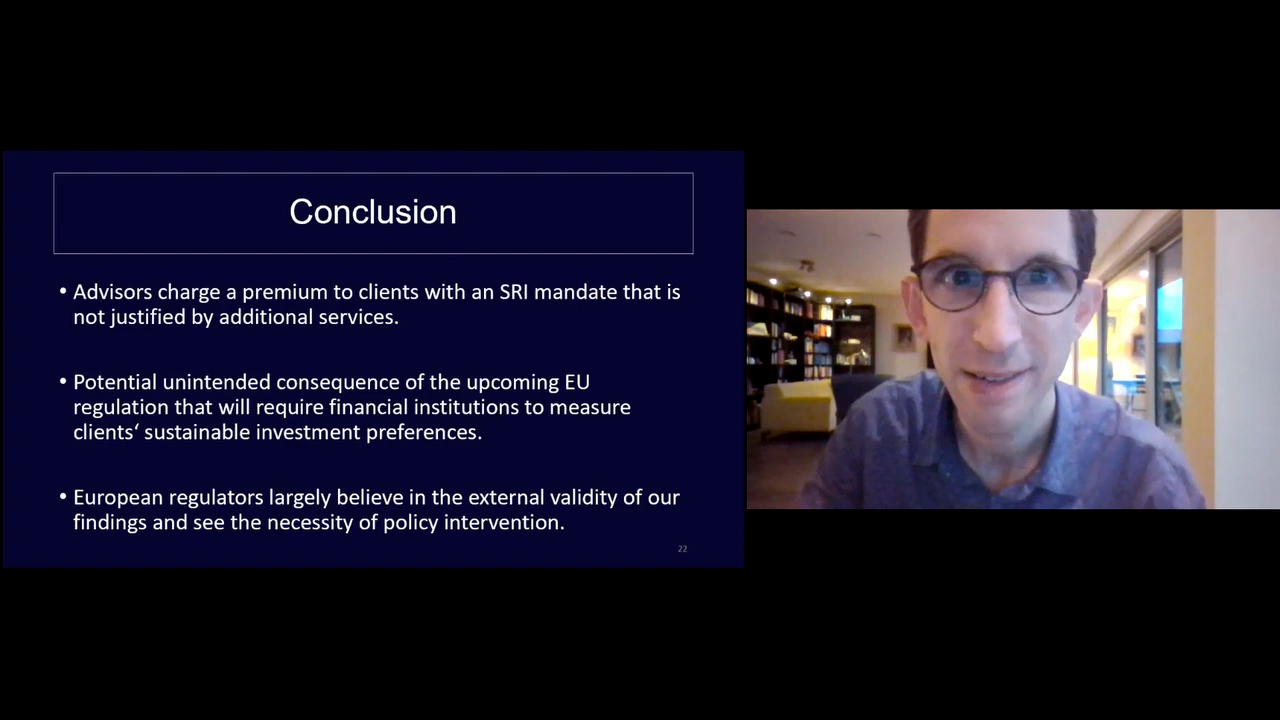 Conclusion
• Advisors charge a premium to clients with an SRI mandate that is
not justified by additional services.
• Potential unintended consequence of the upcoming EU
regulation that will require financial institutions to measure
clients‘ sustainable investment preferences.
• European regulators largely believe in the external validity of our
findings and see the necessity of policy intervention.
22